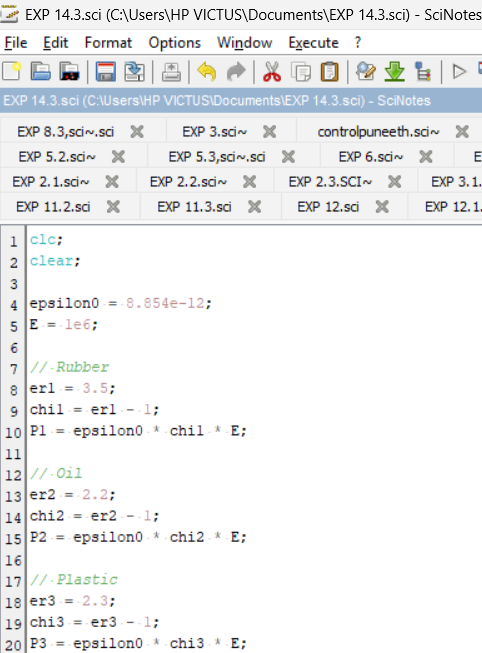 EXP 14.3.sci (C:\Users\HP VICTUS\Documents\EXP 14.3.sci) - SciNotes
File Edit Format Options Window Execute ?
EXP 14.3.sci (C:\Users\HP VICTUS\Documents\EXP 14.3.sci) - SciNotes
EXP 8.3,sci~.sci EXP 3.sci~ controlpuneeth.sci~
EXP 5.2.sci~ EXP 5.3,sci~.sci EXP 6.sci~ E
EXP 2.1.sci~ EXP 2.2.sci~ EXP 2.3.SCI~ EXP 3.1.
EXP 11.2.sci EXP 11.3.sci EXP 12.sci EXP 12.1.
1 clc;
2 clear;
3
4 epsilon0 = 8.854e-12;
5 E = 1e6;
6
7 // Rubber
8 er1 = 3.5;
9 chi1 = er1 - 1;
10 P1 = epsilon0 * chi1 * E;
11
12 // Oil
13 er2 = 2.2;
14 chi2 = er2 - 1;
15 P2 = epsilon0 * chi2 * E;
16
17 // Plastic
18 er3 = 2.3;
19 chi3 = er3 - 1;
20 P3 = epsilon0 * chi3 * E;